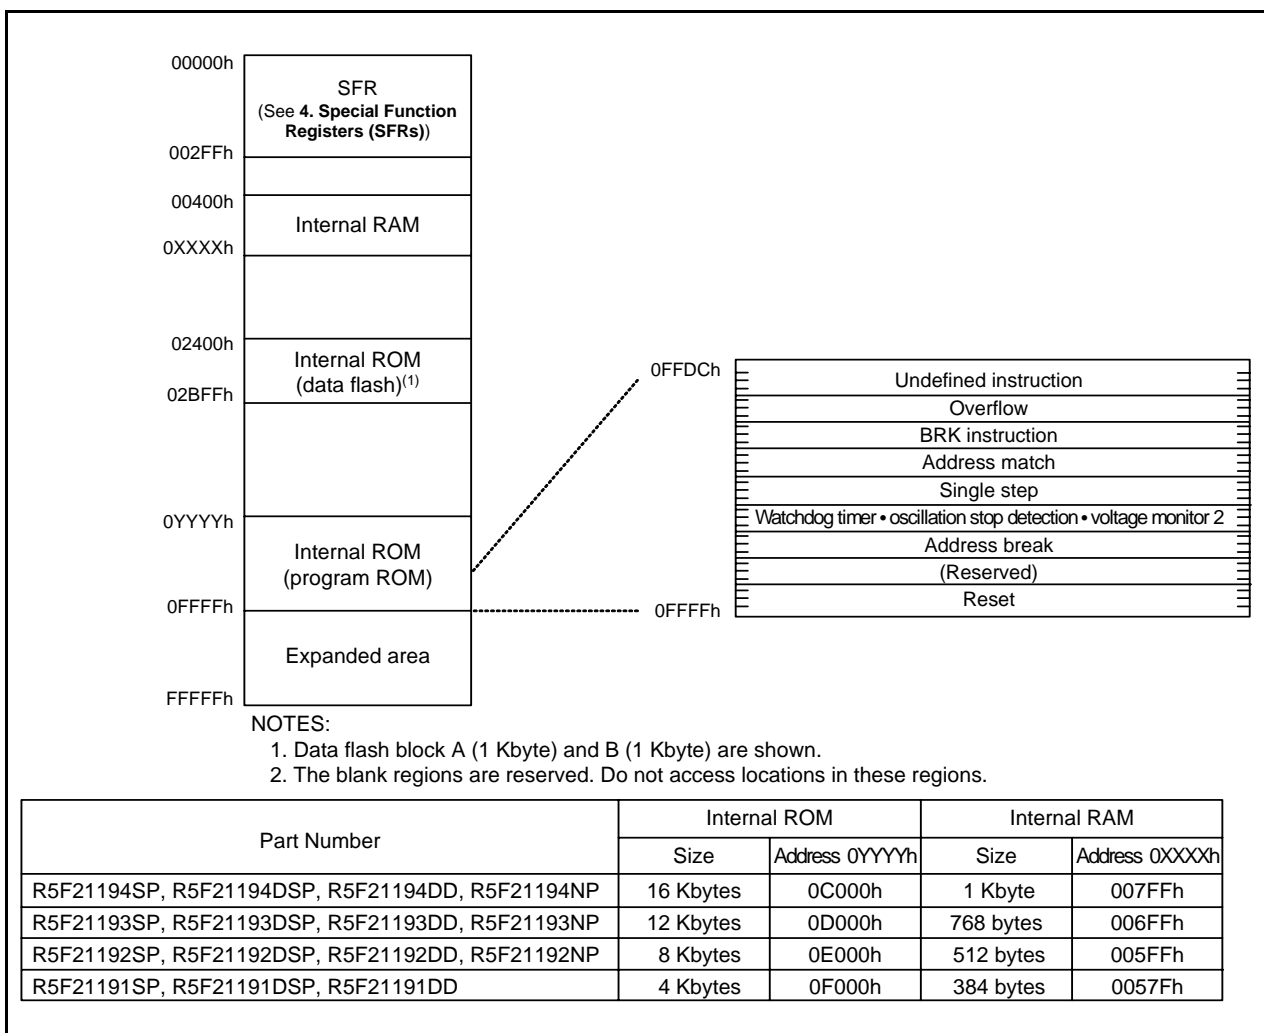 00000h
SFR
(See 4. Special Function
Registers (SFRs))
002FFh
00400h
Internal RAM
0XXXXh
02400h
Internal ROM
(data flash)(1)
02BFFh
0YYYYh
Internal ROM
(program ROM)
0FFFFh
Expanded area
FFFFFh
0FFDCh
Undefined instruction
Overflow
BRK instruction
Address match
Single step
Watchdog timer • oscillation stop detection • voltage monitor 2
Address break
(Reserved)
Reset
0FFFFh
NOTES:
1. Data flash block A (1 Kbyte) and B (1 Kbyte) are shown.
2. The blank regions are reserved. Do not access locations in these regions.
Part Number Internal ROM Internal RAM
Size Address 0YYYYh Size Address 0XXXXh
R5F21194SP, R5F21194DSP, R5F21194DD, R5F21194NP 16 Kbytes 0C000h 1 Kbyte 007FFh
R5F21193SP, R5F21193DSP, R5F21193DD, R5F21193NP 12 Kbytes 0D000h 768 bytes 006FFh
R5F21192SP, R5F21192DSP, R5F21192DD, R5F21192NP 8 Kbytes 0E000h 512 bytes 005FFh
R5F21191SP, R5F21191DSP, R5F21191DD 4 Kbytes 0F000h 384 bytes 0057Fh